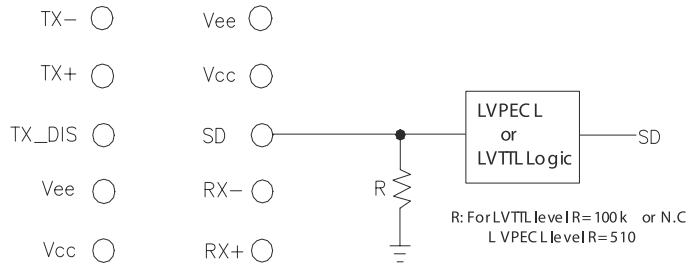 TX- Vee
TX+ Vcc
TX_DIS SD
Vee RX-
Vcc RX+
R
LVPECL
or
LVTTL Logic
SD
R: For LVTTL level R=100k or N.C
LVPECL level R=510